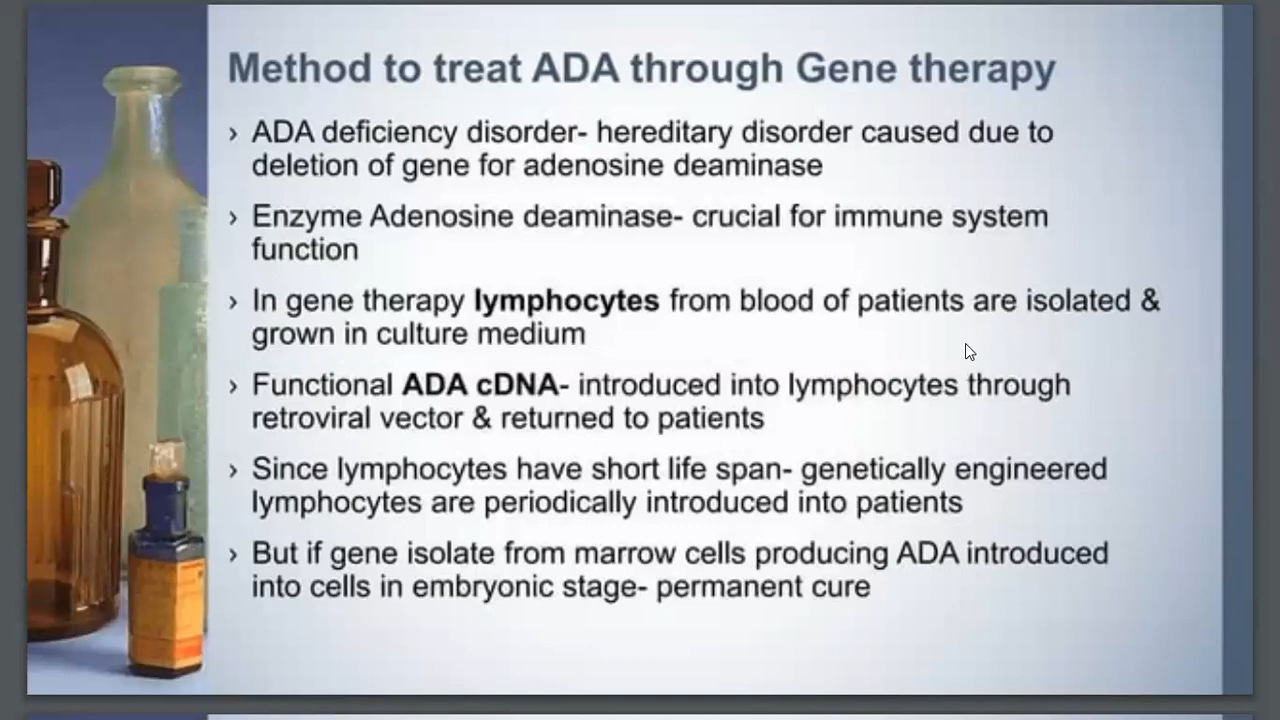 Method to treat ADA through Gene therapy
› ADA deficiency disorder- hereditary disorder caused due to
deletion of gene for adenosine deaminase
› Enzyme Adenosine deaminase- crucial for immune system
function
› In gene therapy lymphocytes from blood of patients are isolated &
grown in culture medium
› Functional ADA cDNA- introduced into lymphocytes through
retroviral vector & returned to patients
› Since lymphocytes have short life span- genetically engineered
lymphocytes are periodically introduced into patients
› But if gene isolate from marrow cells producing ADA introduced
into cells in embryonic stage- permanent cure